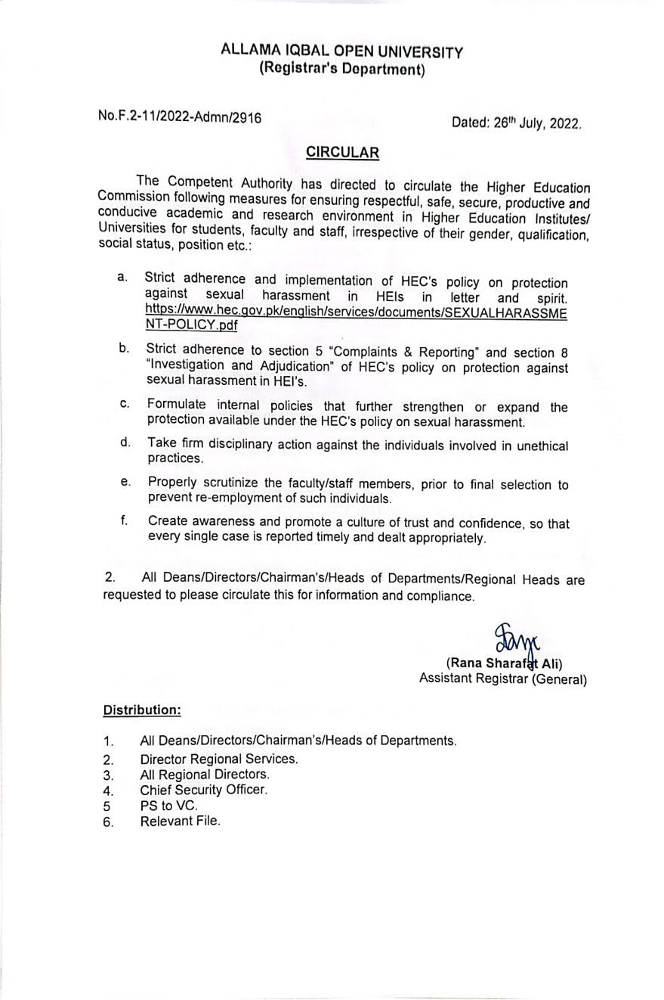 ALLAMA IQBAL OPEN UNIVERSITY
(Registrar's Department)
No.F.2-11/2022-Admn/2916
Dated: 26th July, 2022.
CIRCULAR
The Competent Authority has directed to circulate the Higher Education
Commission following measures for ensuring respectful, safe, secure, productive and
conducive academic and research environment in Higher Education Institutes/
Universities for students, faculty and staff, irrespective of their gender, qualification,
social status, position etc.:
a. Strict adherence and implementation of HEC's policy on protection
against sexual harassment in HEIs in letter and spirit.
https://www.hec.gov.pk/english/services/documents/SEXUALHARASSME
NT-POLICY.pdf
b. Strict adherence to section 5 “Complaints & Reporting” and section 8
“Investigation and Adjudication” of HEC's policy on protection against
sexual harassment in HEI's.
c. Formulate internal policies that further strengthen or expand the
protection available under the HEC's policy on sexual harassment.
d. Take firm disciplinary action against the individuals involved in unethical
practices.
e. Properly scrutinize the faculty/staff members, prior to final selection to
prevent re-employment of such individuals.
f. Create awareness and promote a culture of trust and confidence, so that
every single case is reported timely and dealt appropriately.
2. All Deans/Directors/Chairman's/Heads of Departments/Regional Heads are
requested to please circulate this for information and compliance.
(Rana Sharafat Ali)
Assistant Registrar (General)
Distribution:
1. All Deans/Directors/Chairman's/Heads of Departments.
2. Director Regional Services.
3. All Regional Directors.
4. Chief Security Officer.
5 PS to VC.
6. Relevant File.